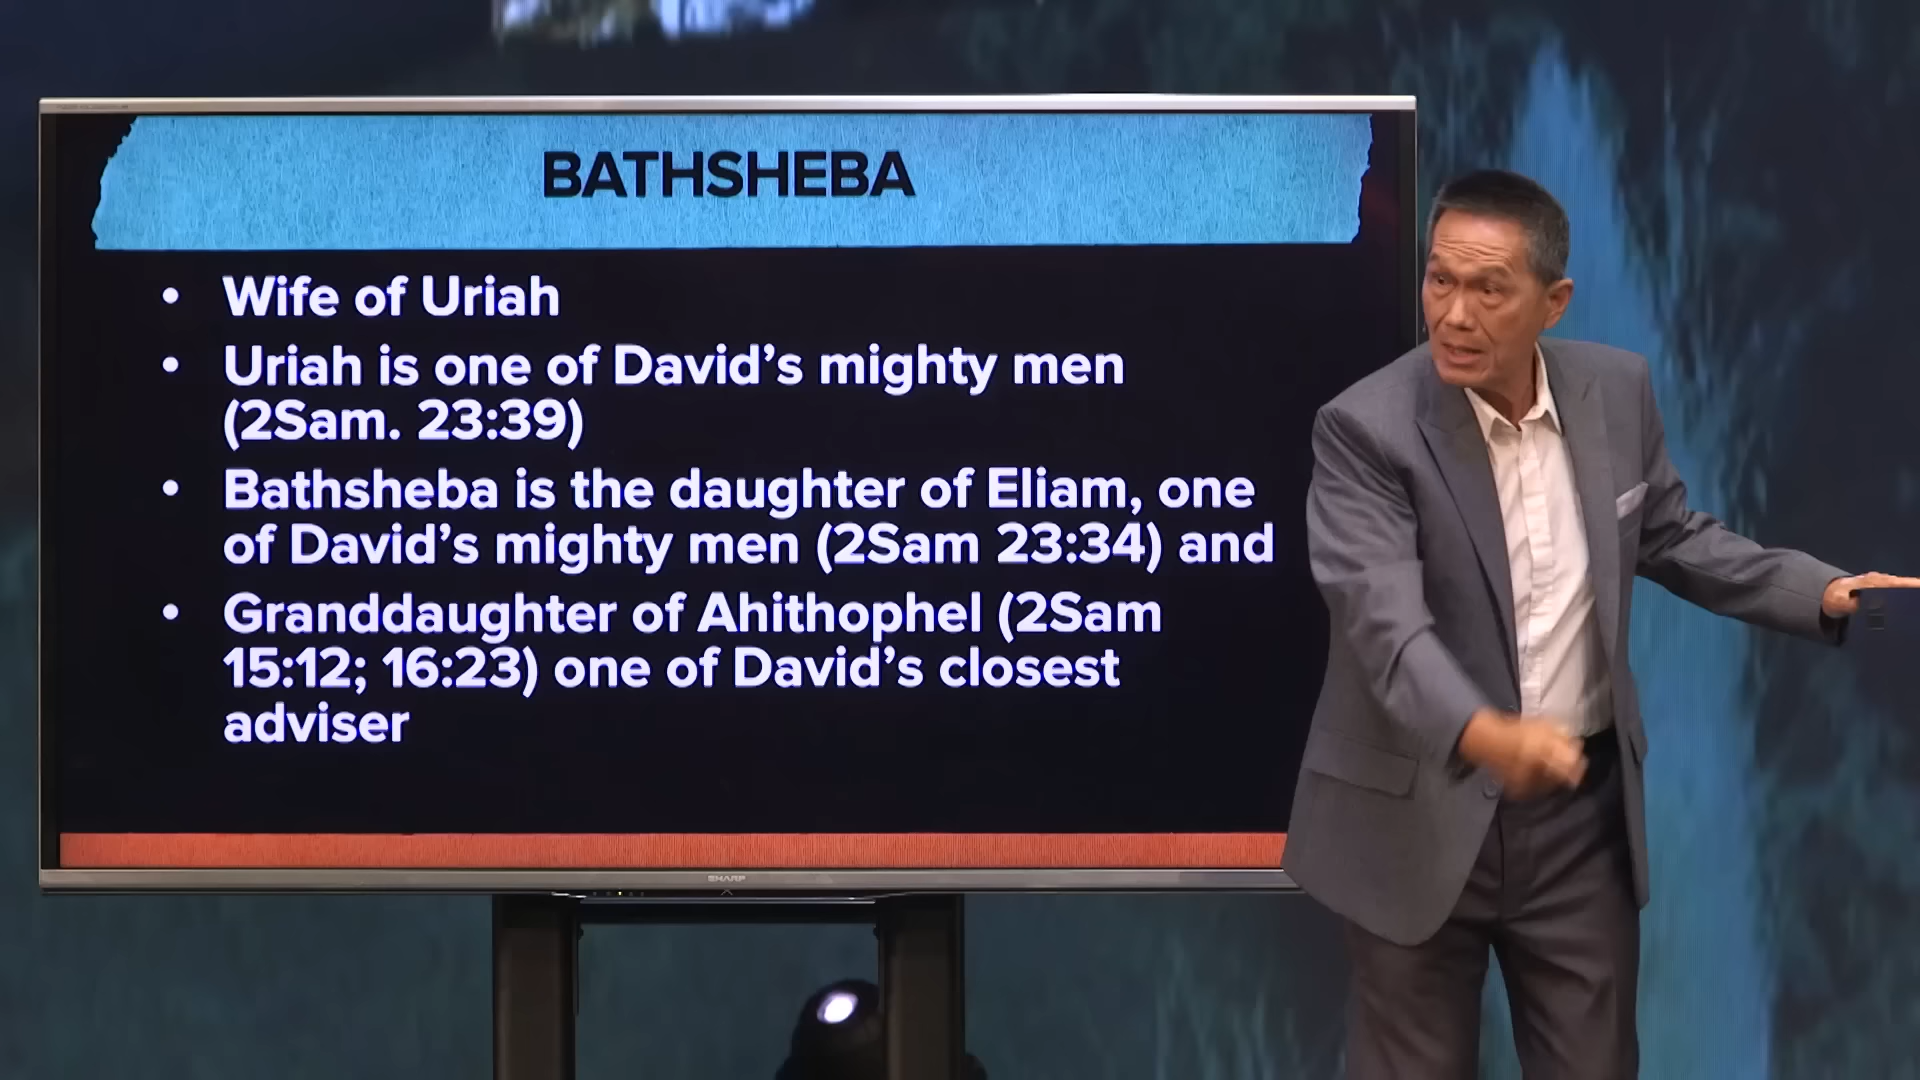 BATHSHEBA
• Wife of Uriah
• Uriah is one of David’s mighty men
(2Sam. 23:39)
• Bathsheba is the daughter of Eliam, one
of David’s mighty men (2Sam 23:34) and
• Granddaughter of Ahithophel (2Sam
15:12; 16:23) one of David’s closest
adviser
SHARP